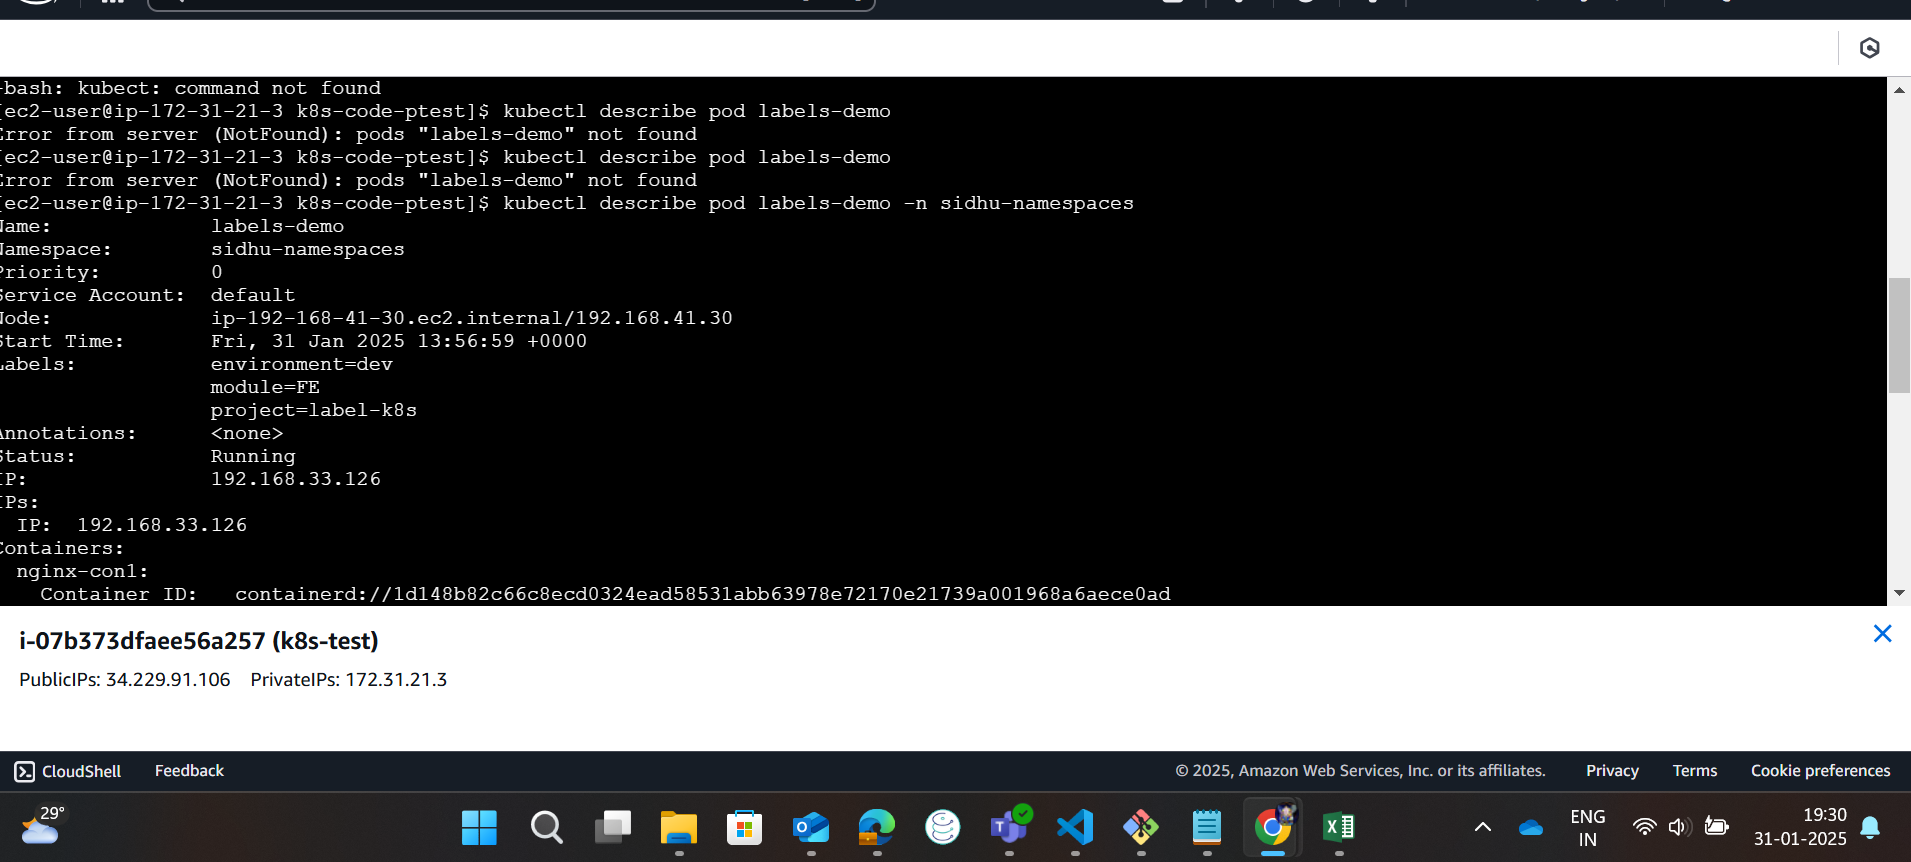 -bash: kubect: command not found
[ec2-user@ip-172-31-21-3 k8s-code-ptest]$ kubectl describe pod labels-demo
Error from server (NotFound): pods "labels-demo" not found
[ec2-user@ip-172-31-21-3 k8s-code-ptest]$ kubectl describe pod labels-demo
Error from server (NotFound): pods "labels-demo" not found
[ec2-user@ip-172-31-21-3 k8s-code-ptest]$ kubectl describe pod labels-demo -n sidhu-namespaces
Name: labels-demo
Namespace: sidhu-namespaces
Priority: 0
Service Account: default
Node: ip-192-168-41-30.ec2.internal/192.168.41.30
Start Time: Fri, 31 Jan 2025 13:56:59 +0000
Labels: environment=dev
module=FE
project=label-k8s
Annotations: <none>
Status: Running
IP: 192.168.33.126
IPs:
IP: 192.168.33.126
Containers:
nginx-con1:
Container ID: containerd://1d148b82c66c8ecd0324ead58531abb63978e72170e21739a001968a6aece0ad
i-07b373dfaee56a257 (k8s-test)
PublicIPs: 34.229.91.106 PrivateIPs: 172.31.21.3
CloudShell Feedback © 2025, Amazon Web Services, Inc. or its affiliates. Privacy Terms Cookie preferences
29°
ENG
IN
19:30
31-01-2025